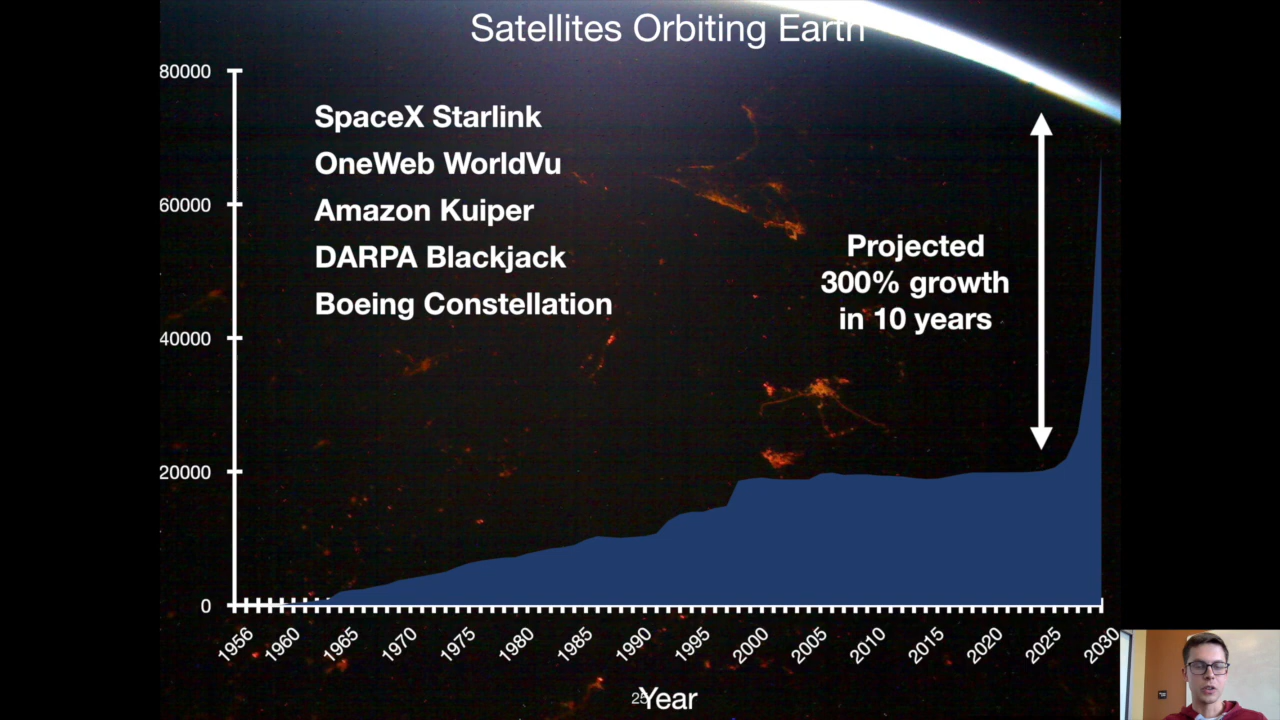 Satellites Orbiting Earth
80000
60000
40000
20000
0
SpaceX Starlink
OneWeb WorldVu
Amazon Kuiper
DARPA Blackjack
Boeing Constellation
Projected
300% growth
in 10 years
1956 1960 1965 1970 1975 1980 1985 1990 1995 2000 2005 2010 2015 2020 2025 2030
Year